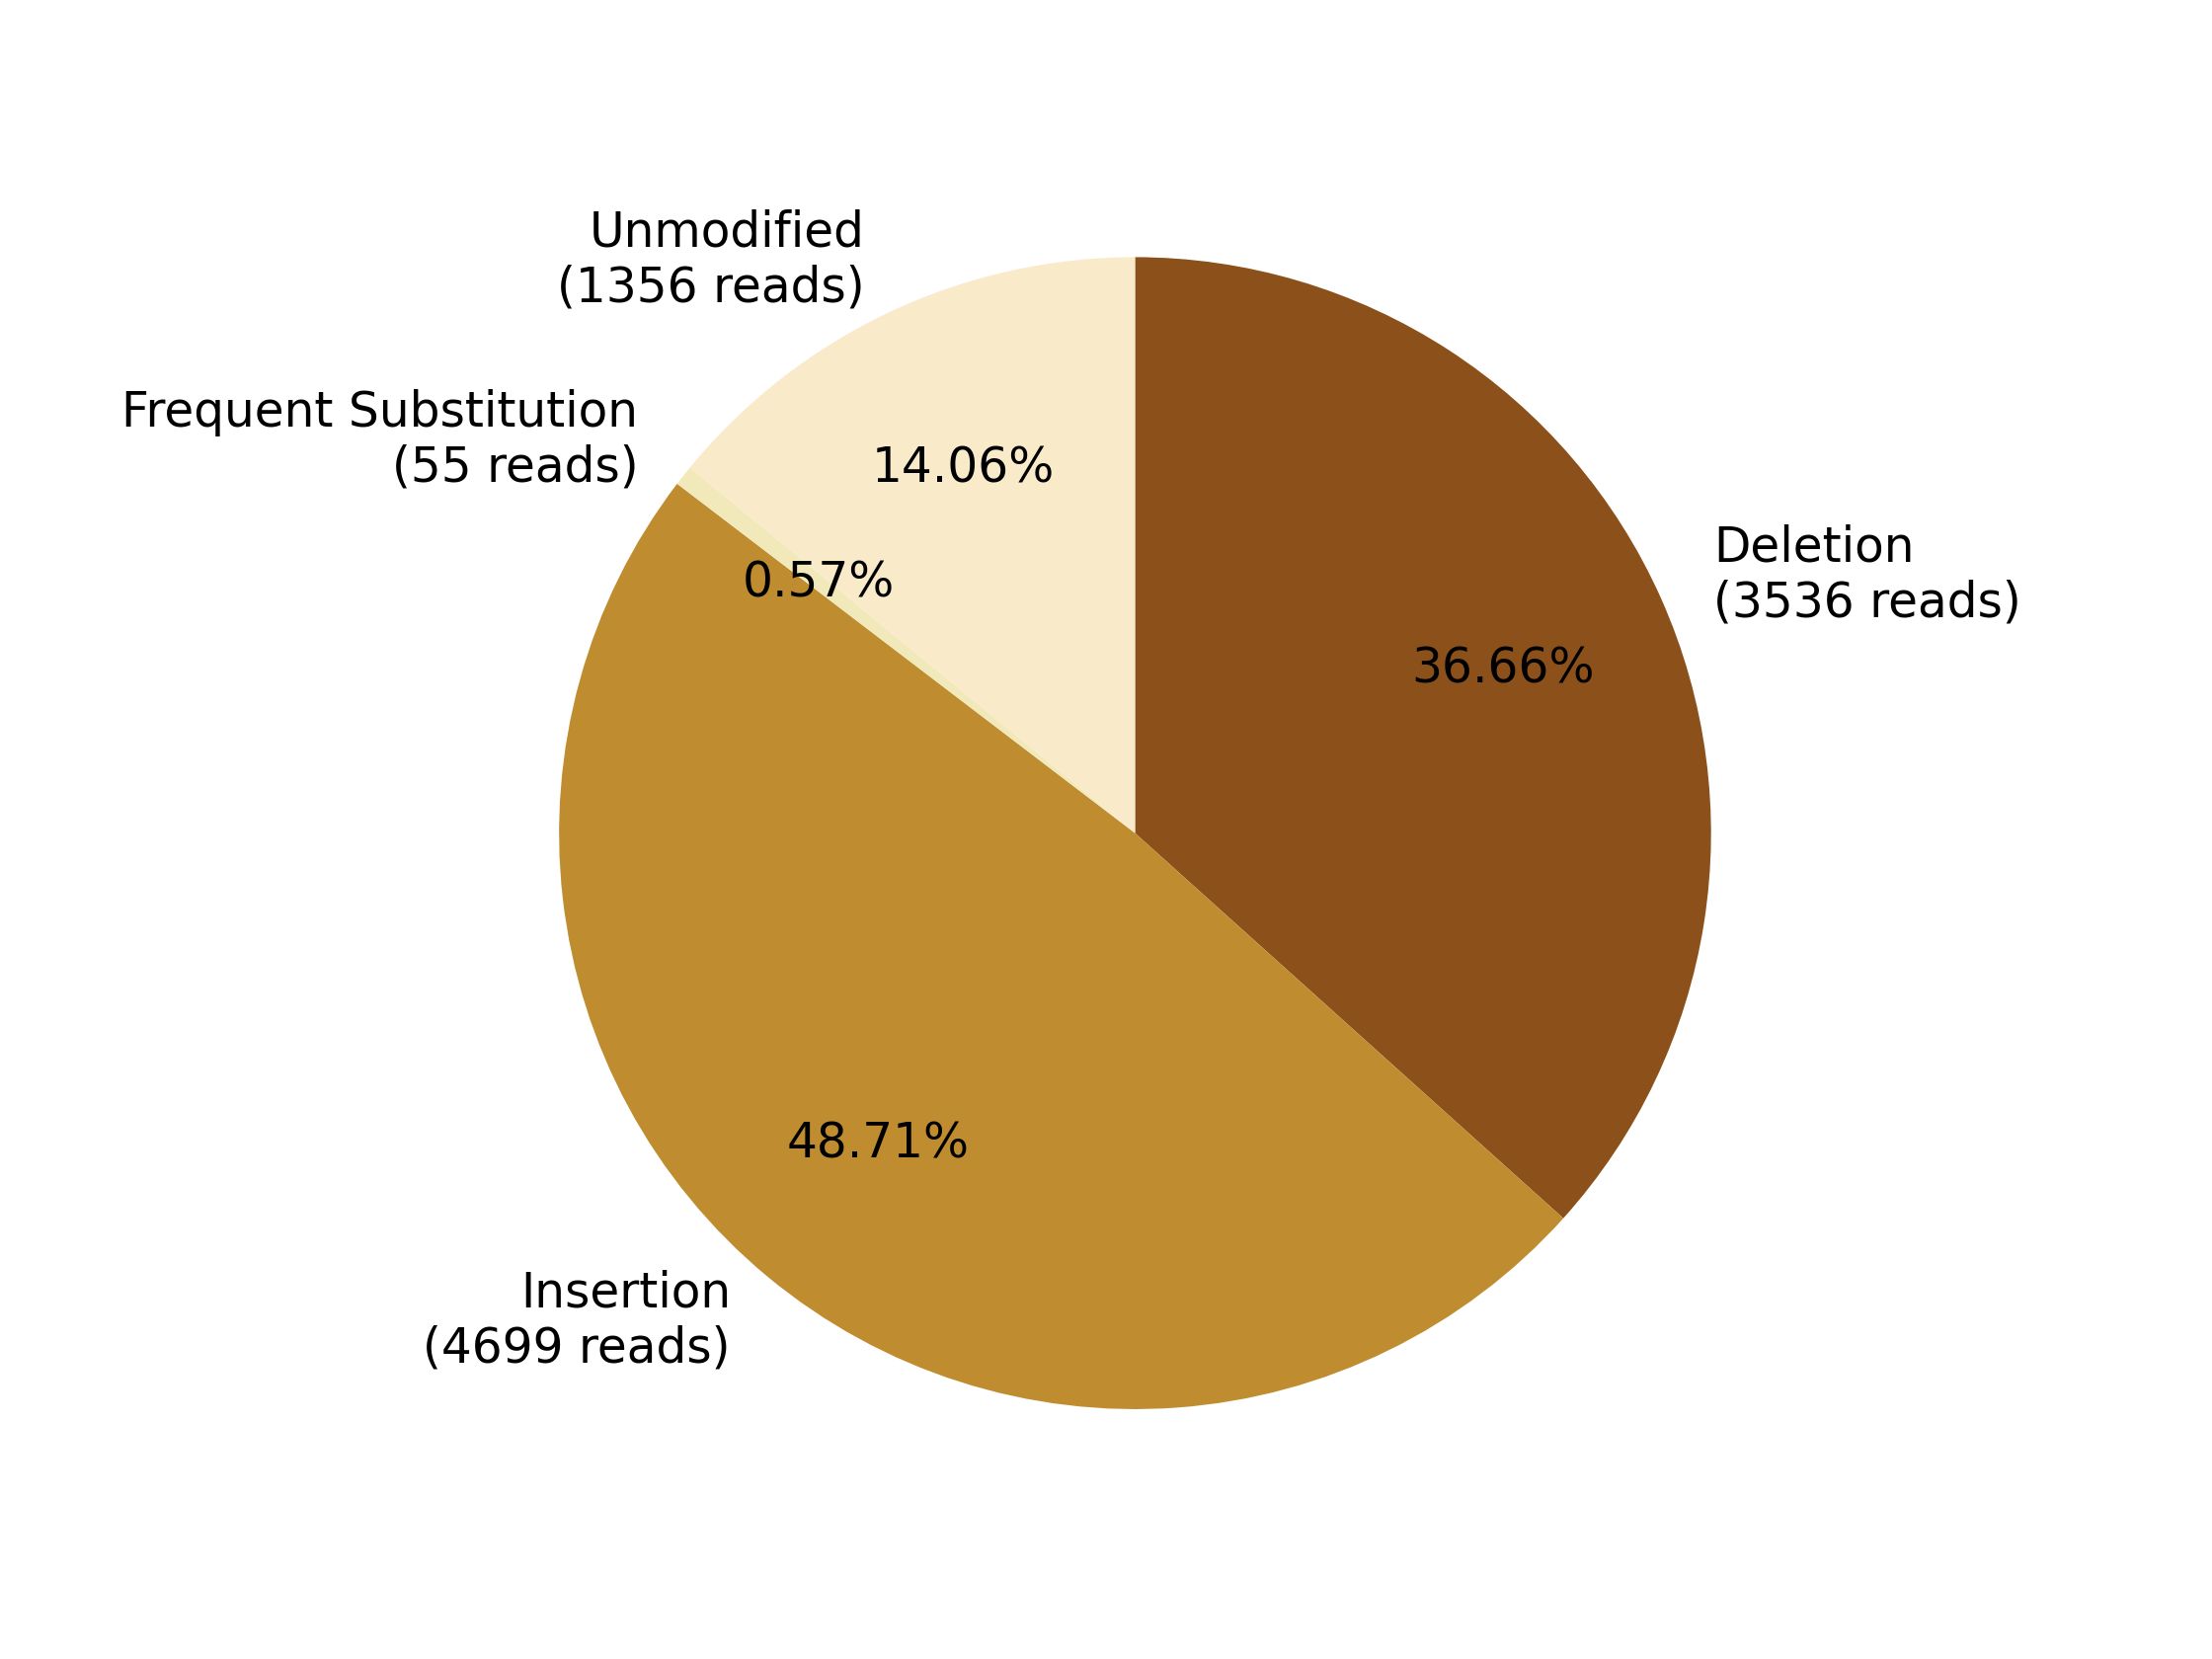 Unmodified
(1356 reads)
Frequent Substitution
(55 reads)
14.06%
0.57%
Deletion
(3536 reads)
36.66%
48.71%
Insertion
(4699 reads)